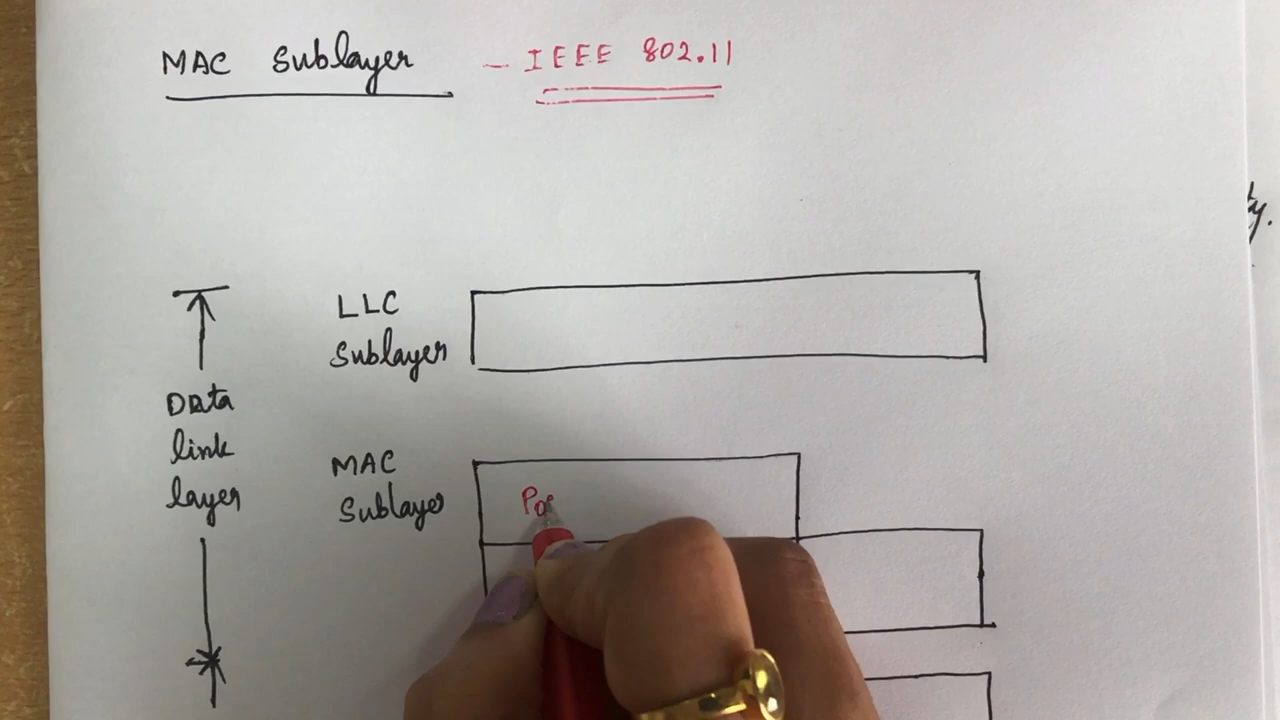 MAC Sublayer - IEEE 802.11
LLC
Sublayer
Data
link
layer
MAC
Sublayer